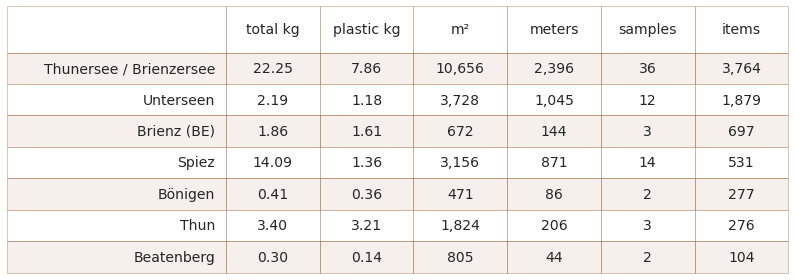 total kg plastic kg m² meters samples items
Thunersee / Brienzersee 22.25 7.86 10,656 2,396 36 3,764
Unterseen 2.19 1.18 3,728 1,045 12 1,879
Brienz (BE) 1.86 1.61 672 144 3 697
Spiez 14.09 1.36 3,156 871 14 531
Bönigen 0.41 0.36 471 86 2 277
Thun 3.40 3.21 1,824 206 3 276
Beatenberg 0.30 0.14 805 44 2 104